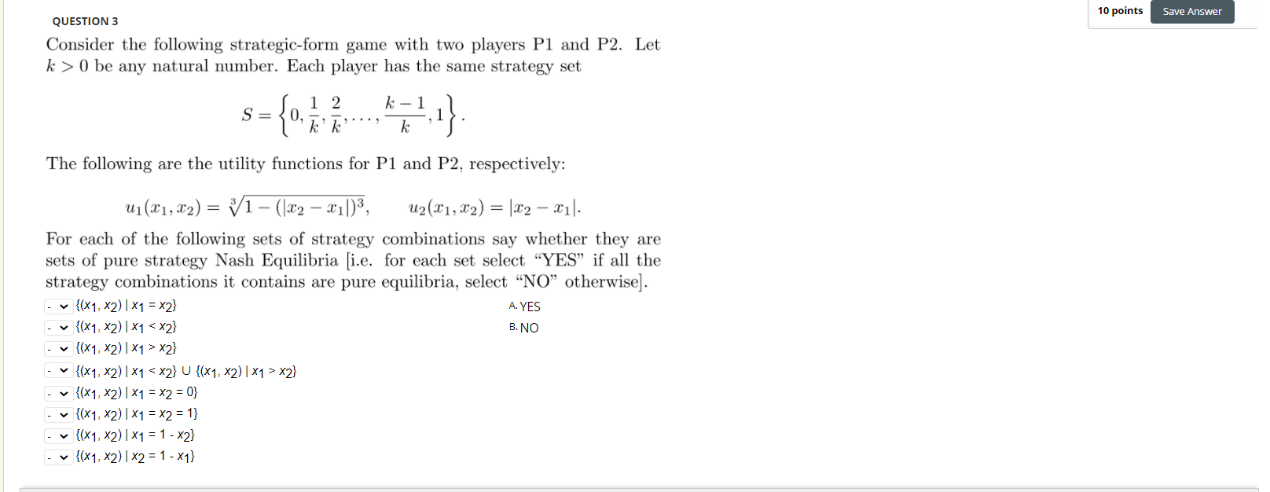 10 points Save Answer
QUESTION 3
Consider the following strategic-form game with two players P1 and P2. Let
k > 0 be any natural number. Each player has the same strategy set
S = {0, 1/k, 2/k, . . . , k − 1/k, 1}.
The following are the utility functions for P1 and P2, respectively:
u₁(x₁, x₂) = ∛1 − (|x₂ − x₁|)³, u₂(x₁, x₂) = |x₂ − x₁|.
For each of the following sets of strategy combinations say whether they are
sets of pure strategy Nash Equilibria [i.e. for each set select “YES” if all the
strategy combinations it contains are pure equilibria, select “NO” otherwise].
- {(x1, x2) | x1 = x2} A. YES
- {(x1, x2) | x1 < x2} B. NO
- {(x1, x2) | x1 > x2}
- {(x1, x2) | x1 < x2} U {(x1, x2) | x1 > x2}
- {(x1, x2) | x1 = x2 = 0}
- {(x1, x2) | x1 = x2 = 1}
- {(x1, x2) | x1 = 1 - x2}
- {(x1, x2) | x2 = 1 - x1}